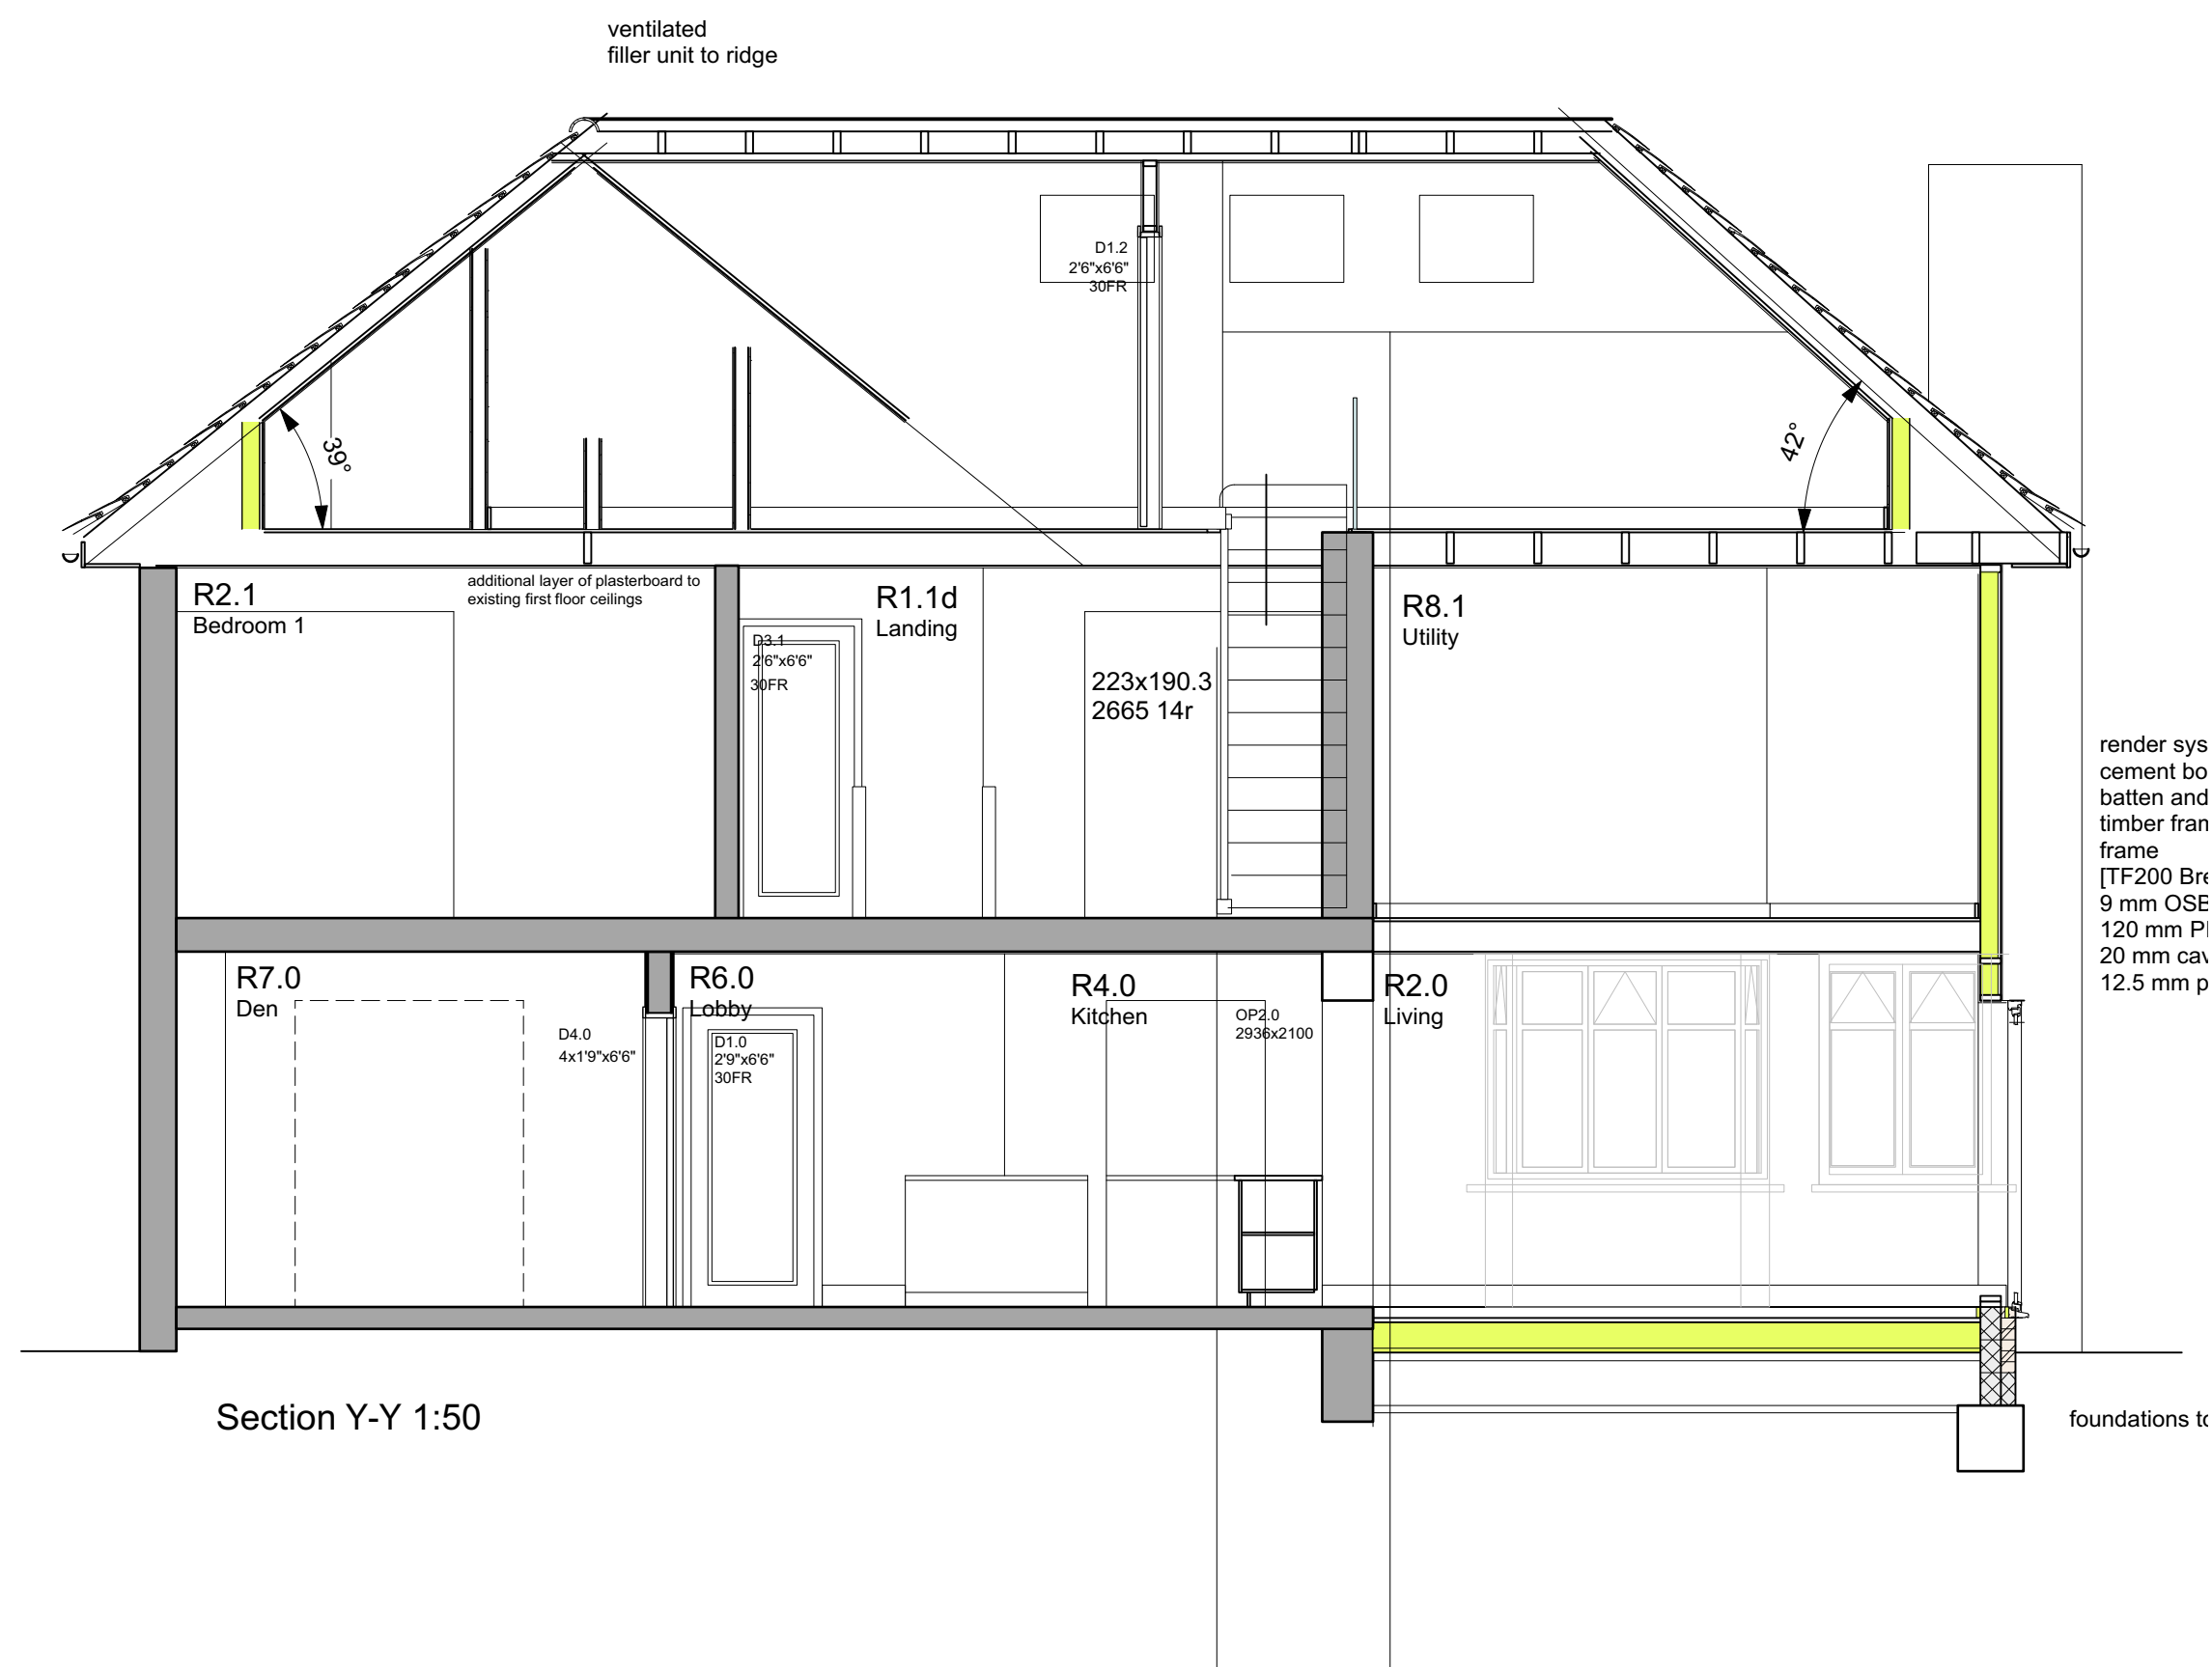 ventilated
filler unit to ridge
D1.2
2'6"x6'6"
30FR
39°
42°
R2.1
Bedroom 1
additional layer of plasterboard to
existing first floor ceilings
R1.1d
Landing
D3.1
2'6"x6'6"
30FR
223x190.3
2665 14r
R8.1
Utility
render sys
cement bo
batten and
timber fran
frame
[TF200 Bre
9 mm OSB
120 mm PI
20 mm cav
12.5 mm p
R7.0
Den
D4.0
4x1'9"x6'6"
R6.0
Lobby
D1.0
2'9"x6'6"
30FR
R4.0
Kitchen
OP2.0
2936x2100
R2.0
Living
Section Y-Y 1:50
foundations to